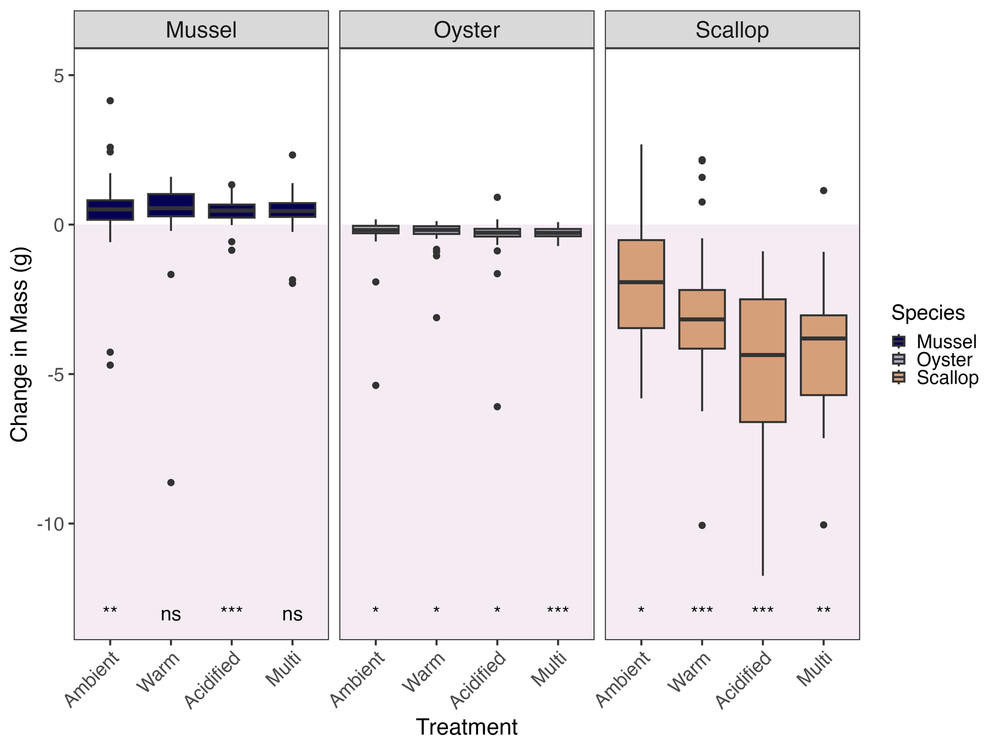 Mussel Oyster Scallop
5
0
-5
-10
Change in Mass (g)
** ns *** ns * * * *** * *** *** **
Ambient Warm Acidified Multi Ambient Warm Acidified Multi Ambient Warm Acidified Multi
Treatment
Species
Mussel
Oyster
Scallop